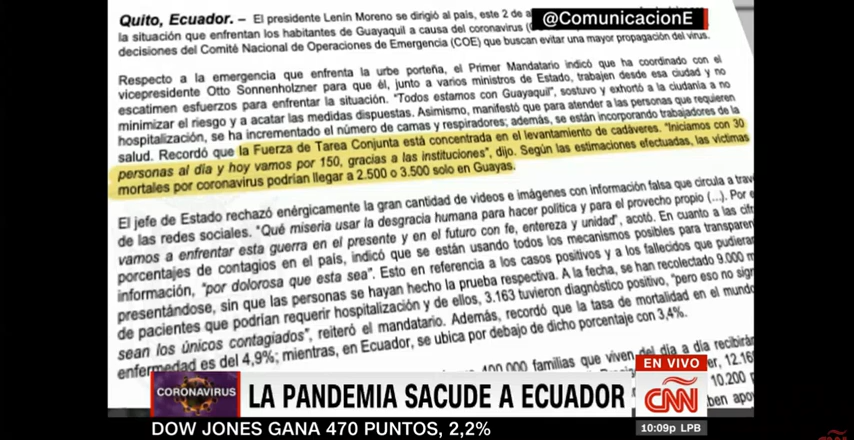 Quito, Ecuador. – El presidente Lenin Moreno se dirigió al país, este 2 de
@ComunicacionE
la situación que enfrentan los habitantes de Guayaquil a causa del coronavirus
decisiones del Comité Nacional de Operaciones de Emergencia (COE) que buscan evitar una mayor propagación del virus.
Respecto a la emergencia que enfrenta la urbe porteña, el Primer Mandatario indicó que ha coordinado con el
vicepresidente Otto Sonnenholzner para que él, junto a varios ministros de Estado, trabajen desde esa ciudad y no
escatimen esfuerzos para enfrentar la situación. "Todos estamos con Guayaquil", sostuvo y exhortó a la ciudadanía a no
minimizar el riesgo y a acatar las medidas dispuestas. Asimismo, manifestó que para atender a las personas que requieren
hospitalización, se ha incrementado el número de camas y respiradores; además, se están incorporando trabajadores de la
salud. Recordó que la Fuerza de Tarea Conjunta está concentrada en el levantamiento de cadáveres. "Iniciamos con 30
personas al día y hoy vamos por 150, gracias a las instituciones", dijo. Según las estimaciones efectuadas, las víctimas
mortales por coronavirus podrían llegar a 2.500 o 3.500 solo en Guayas.
El jefe de Estado rechazó enérgicamente la gran cantidad de videos e imágenes con información falsa que circula a
de las redes sociales. "Qué miseria usar la desgracia humana para hacer política y para el provecho propio (...). Por
vamos a enfrentar esta guerra en el presente y en el futuro con fe, entereza y unidad", acotó. En cuanto a las
porcentajes de contagios en el país, indicó que se están usando todos los mecanismos posibles para
información, "por dolorosa que esta sea". Esto en referencia a los casos positivos y a los fallecidos que
presentándose, sin que las personas se hayan hecho la prueba respectiva. A la fecha, se han recolectado 9.000
de pacientes que podrían requerir hospitalización y de ellos, 3.163 tuvieron diagnóstico positivo, "pero eso no
sean los únicos contagiados", reiteró el mandatario. Además, recordó que la tasa de mortalidad en el mundo
enfermedad es del 4,9%; mientras, en Ecuador, se ubica por debajo de dicho porcentaje con 3,4%.
400.000 familias que viven del día a día recibirán
10.200
EN VIVO
CORONAVIRUS
LA PANDEMIA SACUDE A ECUADOR
CNN
10:09p LPB
DOW JONES GANA 470 PUNTOS, 2,2%